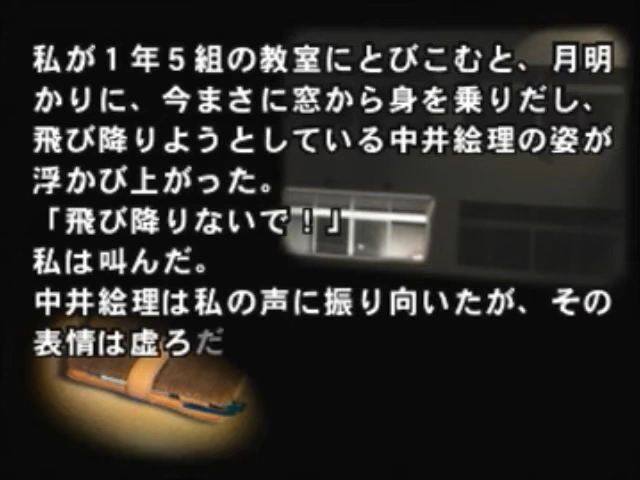 私が１年５組の教室にとびこむと、月明
かりに、今まさに窓から身を乗りだし、
飛び降りようとしている中井絵理の姿が
浮かび上がった。
「飛び降りないで！」
私は叫んだ。
中井絵理は私の声に振り向いたが、その
表情は虚ろだ